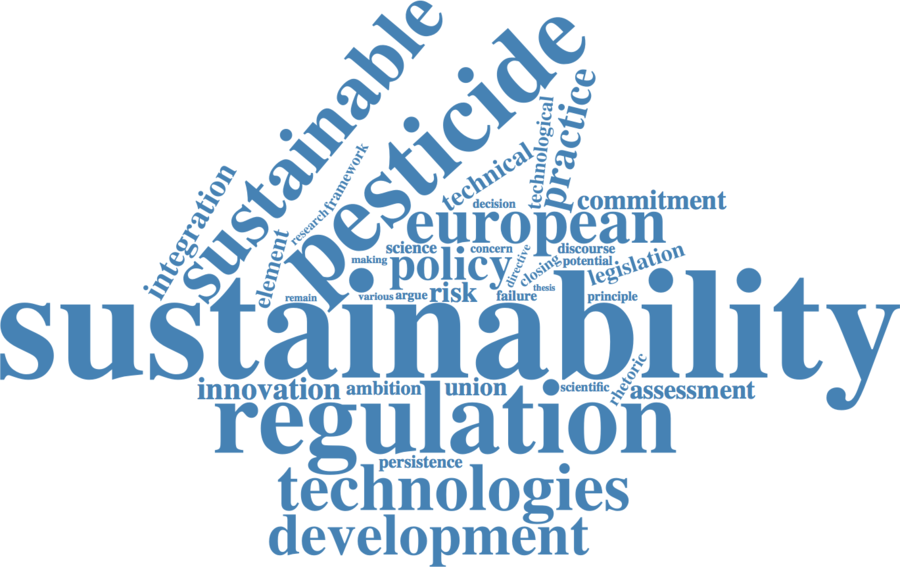 sustainable
pesticide
practice
technological
technical
integration
framework
research
decision
commitment
european
element
science
concern
discourse
making
policy
directive
closing
potential
legislation
thesis
remain
various
argue
risk
failure
principle
sustainability
innovation
ambition
union
scientific
rhetoric
assessment
regulation
persistence
technologies
development